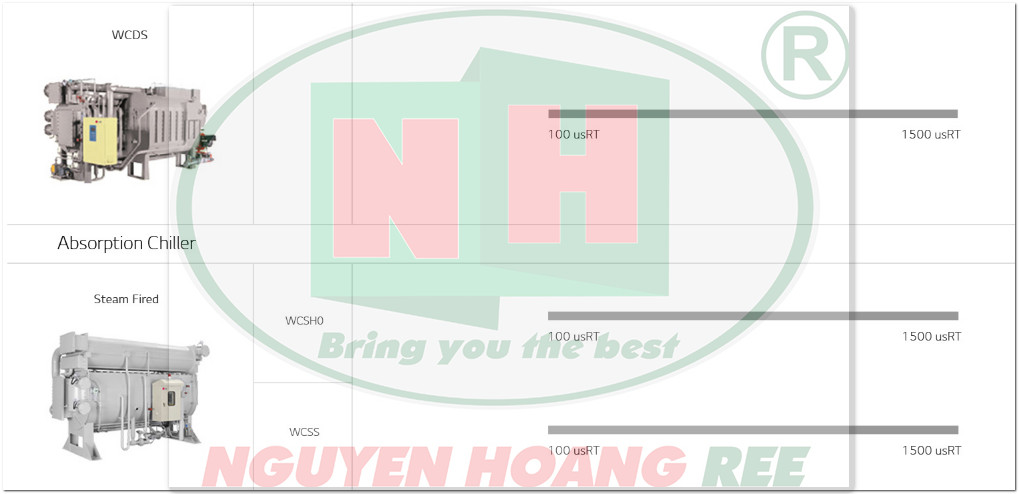 WCDS
®
NH
100 usRT 1500 usRT
Absorption Chiller
Steam Fired
WCSH0
100 usRT 1500 usRT
Bring you the best
WCSS
100 usRT 1500 usRT
NGUYEN HOANG REE